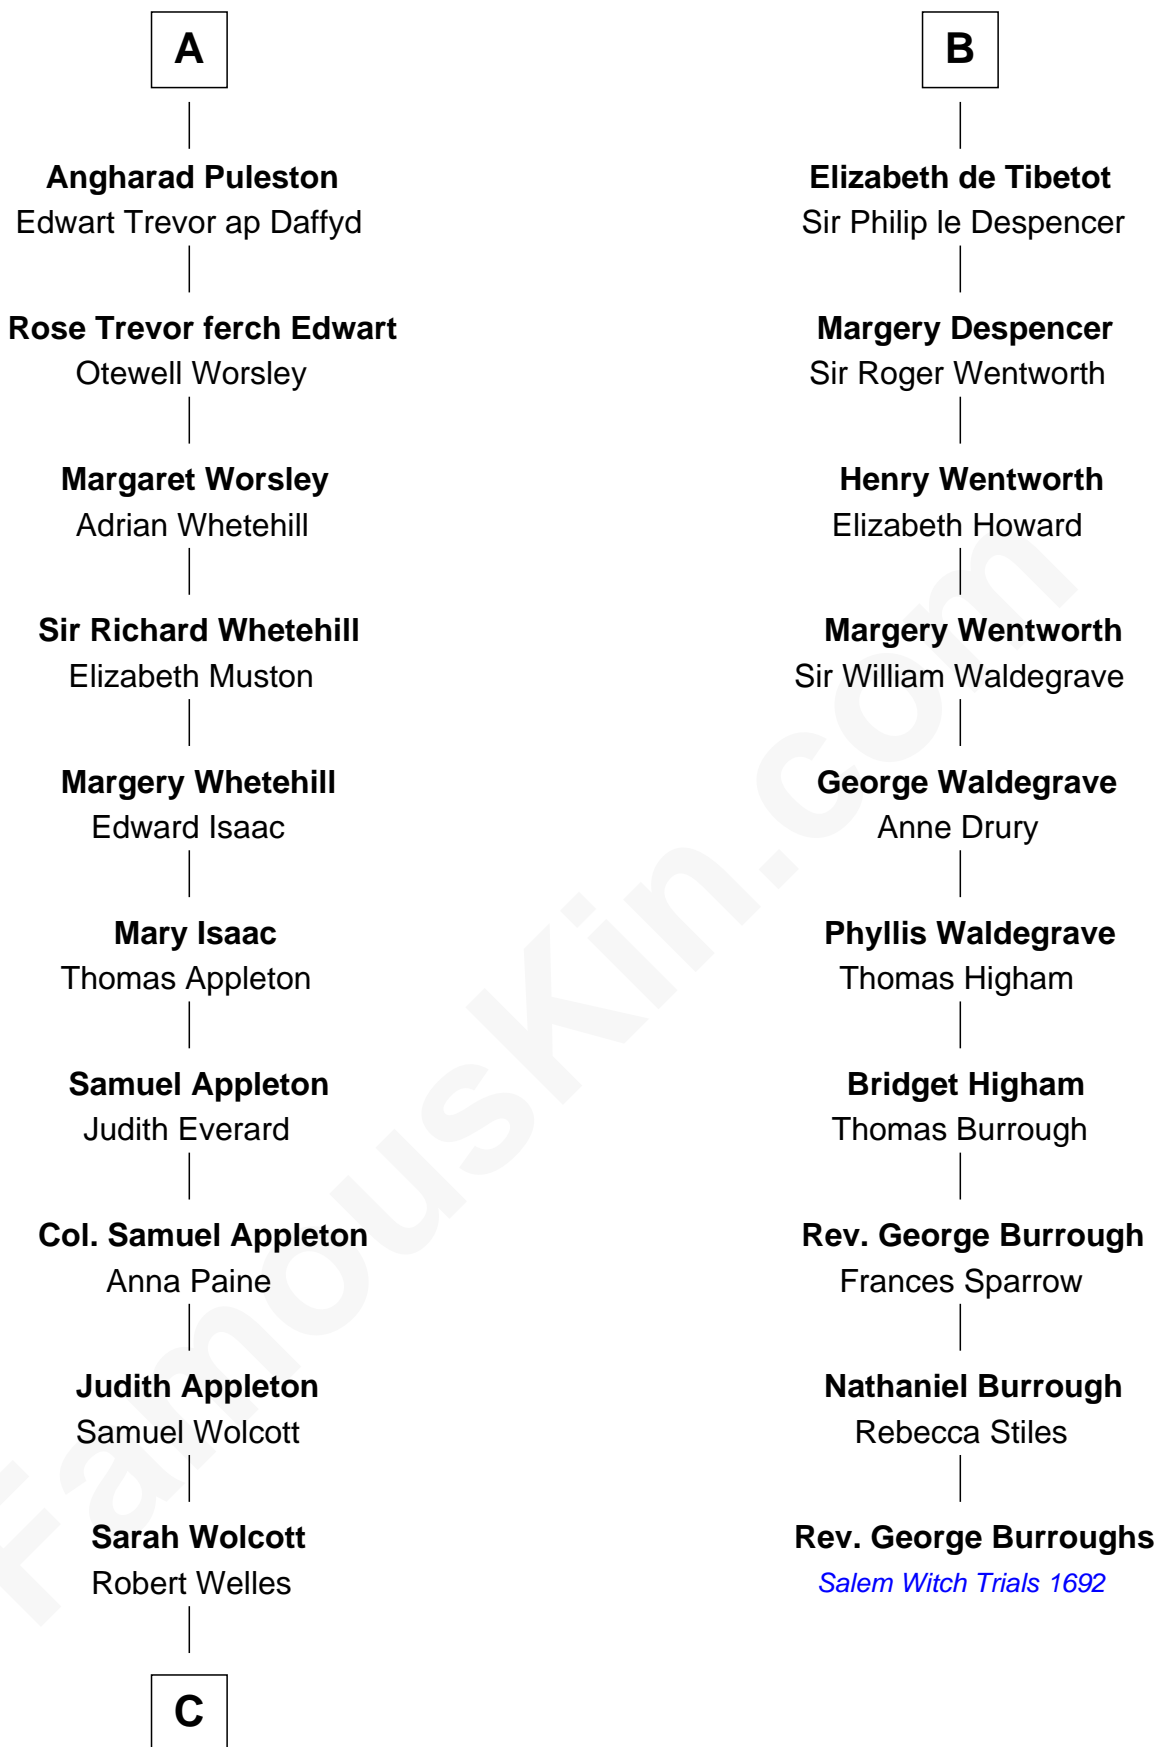 A
Angharad Puleston
Edwart Trevor ap Daffyd
Rose Trevor ferch Edwart
Otewell Worsley
Margaret Worsley
Adrian Whetehill
Sir Richard Whetehill
Elizabeth Muston
Margery Whetehill
Edward Isaac
Mary Isaac
Thomas Appleton
Samuel Appleton
Judith Everard
Col. Samuel Appleton
Anna Paine
Judith Appleton
Samuel Wolcott
Sarah Wolcott
Robert Welles
C
B
Elizabeth de Tibetot
Sir Philip le Despencer
Margery Despencer
Sir Roger Wentworth
Henry Wentworth
Elizabeth Howard
Margery Wentworth
Sir William Waldegrave
George Waldegrave
Anne Drury
Phyllis Waldegrave
Thomas Higham
Bridget Higham
Thomas Burrough
Rev. George Burrough
Frances Sparrow
Nathaniel Burrough
Rebecca Stiles
Rev. George Burroughs
Salem Witch Trials 1692
FamousKin.com